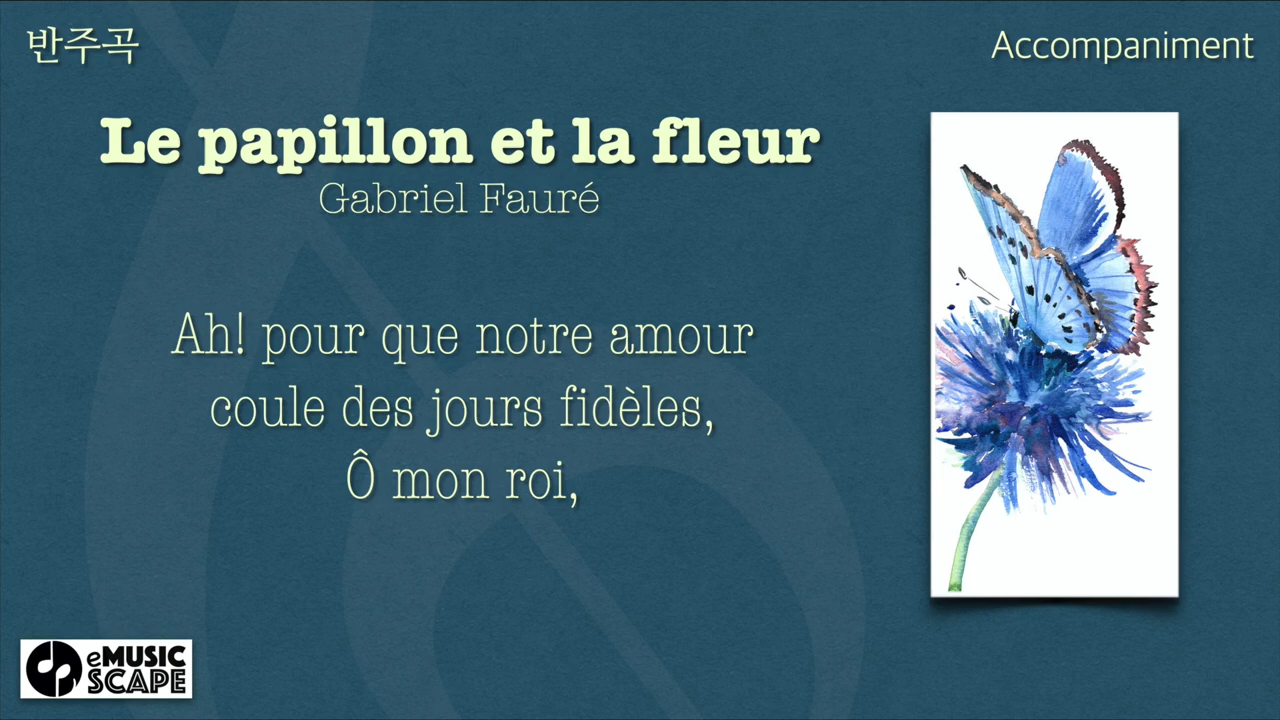 반주곡
Accompaniment
Le papillon et la fleur
Gabriel Fauré
Ah! pour que notre amour
coule des jours fidèles,
Ô mon roi,
eMUSIC
SCAPE